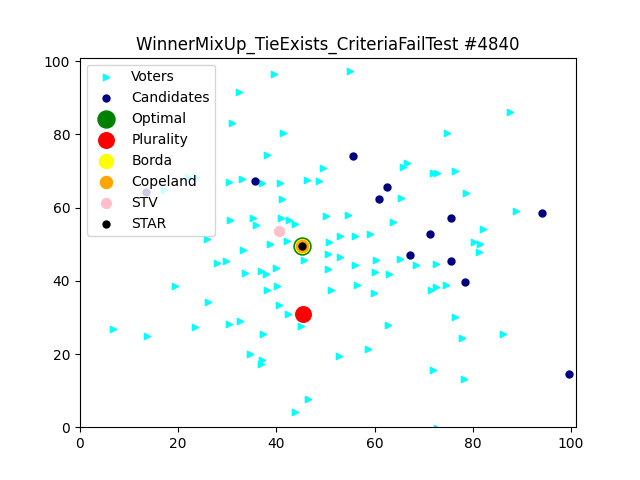 WinnerMixUp_TieExists_CriteriaFailTest #4840
100
80
60
40
20
0
Voters
Candidates
Optimal
Plurality
Borda
Copeland
STV
STAR
0 20 40 60 80 100